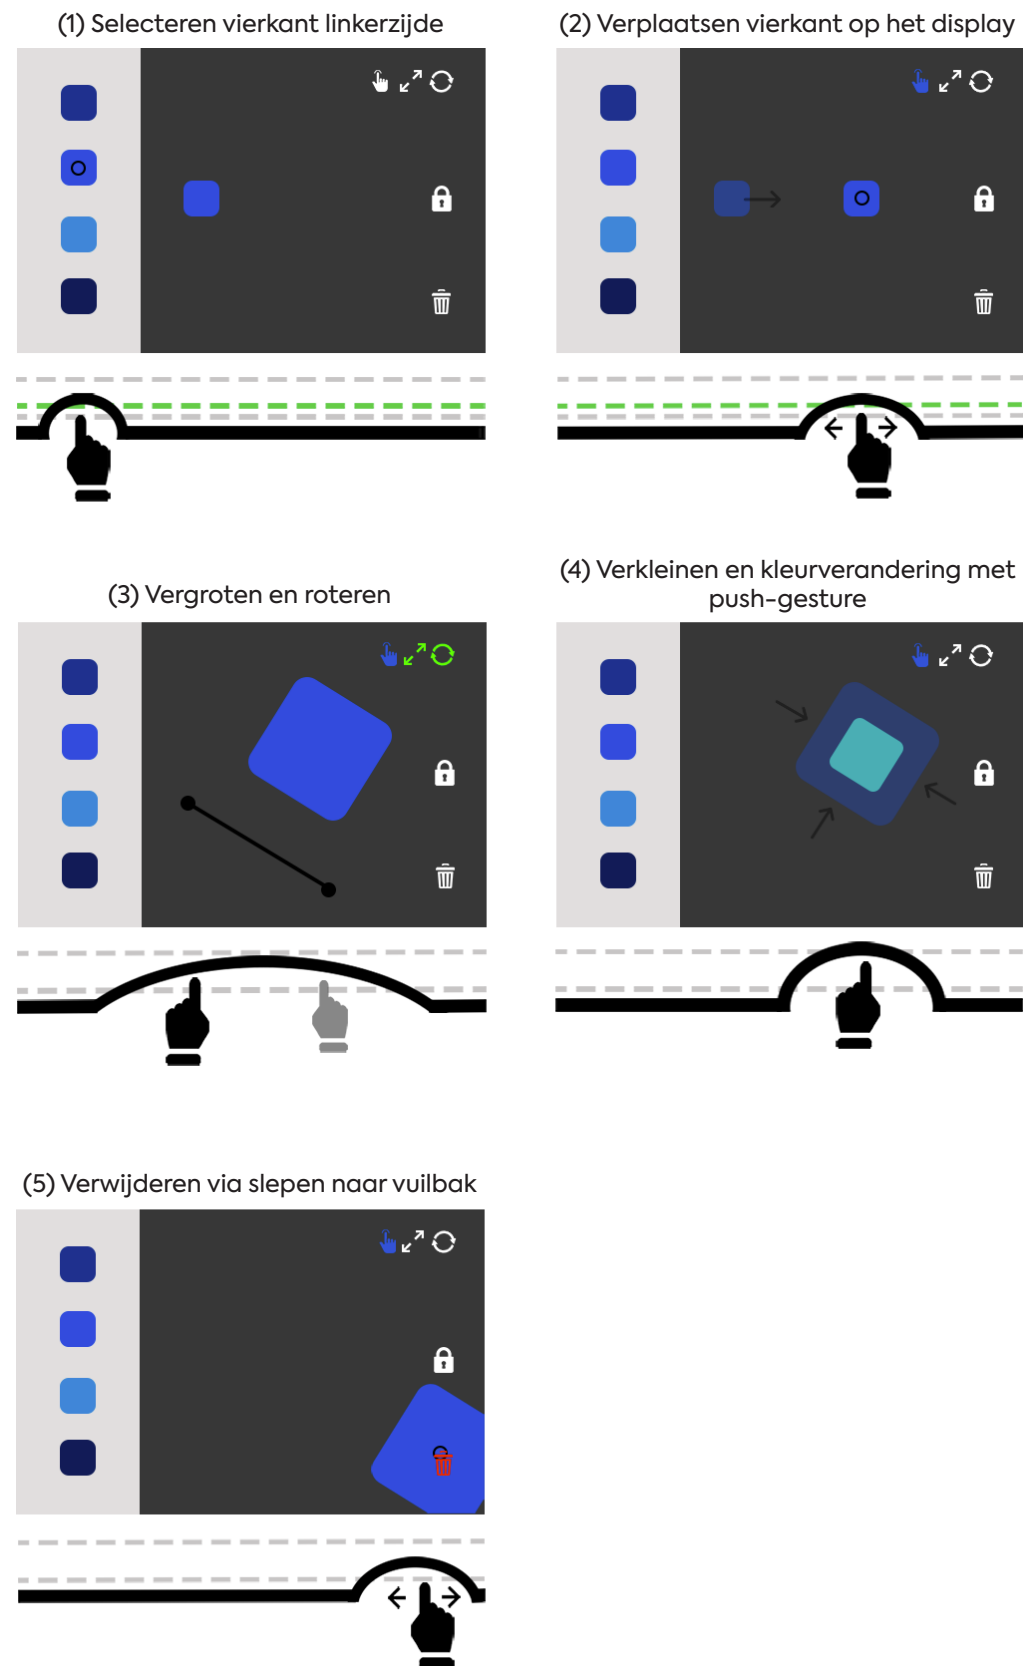 (1) Selecteren vierkant linkerzijde
(2) Verplaatsen vierkant op het display
(3) Vergroten en roteren
(4) Verkleinen en kleurverandering met
push-gesture
(5) Verwijderen via slepen naar vuilbak